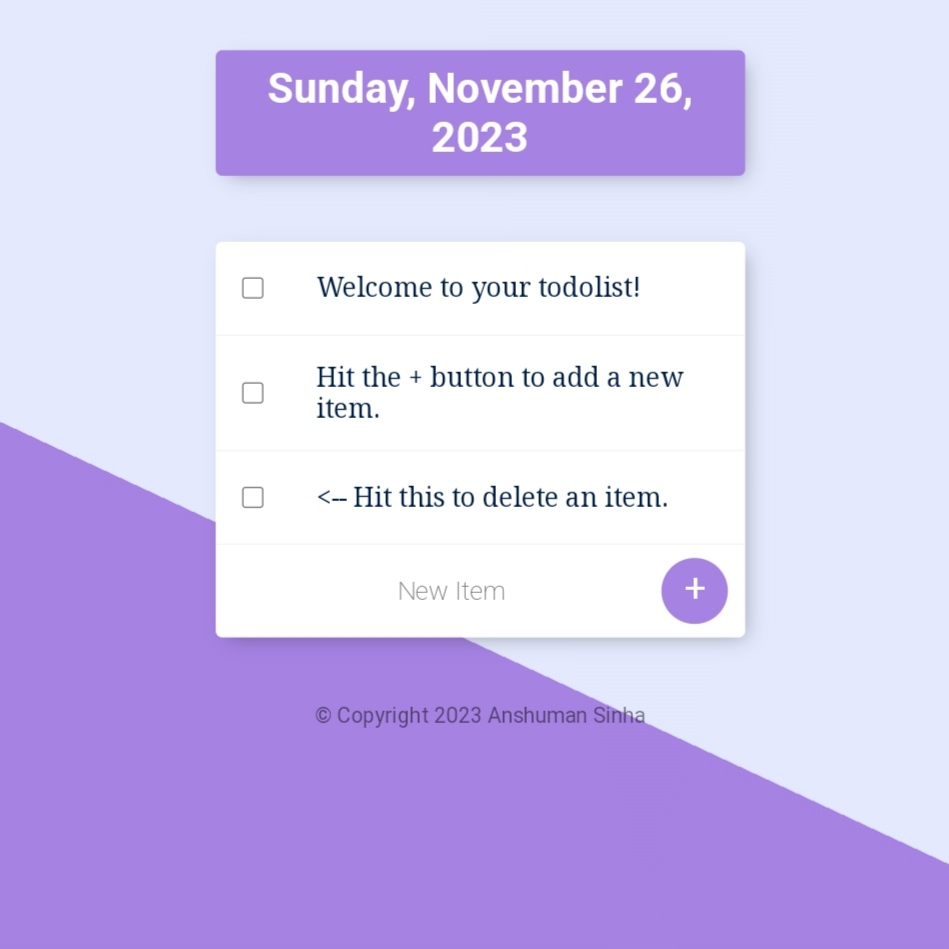 Sunday, November 26,
2023
Welcome to your todolist!
Hit the + button to add a new
item.
<-- Hit this to delete an item.
New Item
+
© Copyright 2023 Anshuman Sinha